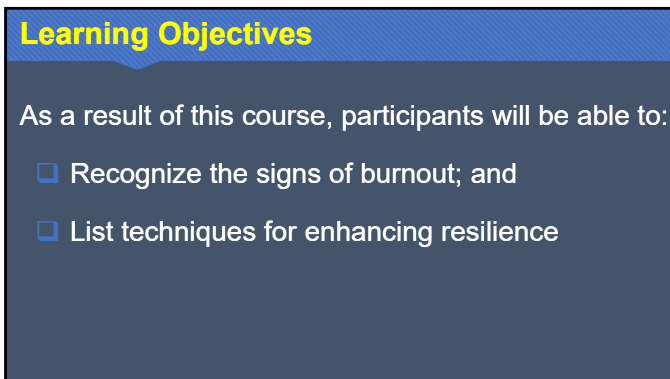 Learning Objectives
As a result of this course, participants will be able to:
Recognize the signs of burnout; and
List techniques for enhancing resilience